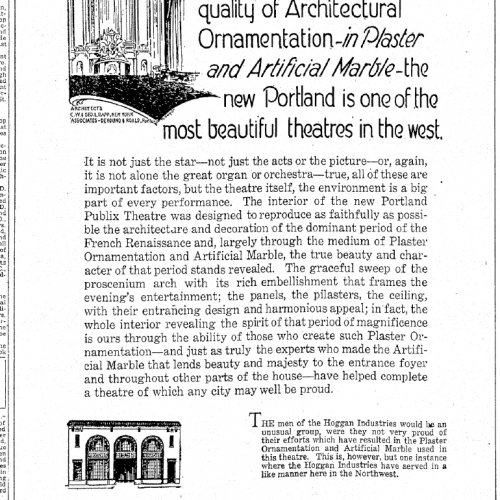 quality of Architectural
Ornamentation-in Plaster
and Artificial Marble-the
new Portland is one of the
most beautiful theatres in the west.
ARCHITECTS
C.W. & GEO. L. RAPP, NEW YORK
ASSOCIATES - DEYOUNG & ROALD,
It is not just the star—not just the acts or the picture—or, again,
it is not alone the great organ or orchestra—true, all of these are
important factors, but the theatre itself, the environment is a big
part of every performance. The interior of the new Portland
Publix Theatre was designed to reproduce as faithfully as possi-
ble the architecture and decoration of the dominant period of the
French Renaissance and, largely through the medium of Plaster
Ornamentation and Artificial Marble, the true beauty and char-
acter of that period stands revealed. The graceful sweep of the
proscenium arch with its rich embellishment that frames the
evening's entertainment; the panels, the pilasters, the ceiling,
with their entrancing design and harmonious appeal; in fact, the
whole interior revealing the spirit of that period of magnificence
is ours through the ability of those who create such Plaster Or-
namentation—and just as truly the experts who made the Artifi-
cial Marble that lends beauty and majesty to the entrance foyer
and throughout other parts of the house—have helped complete
a theatre of which any city may well be proud.
THE men of the Hoggan Industries would be an
unusual group, were they not very proud of
their efforts which have resulted in the Plaster
Ornamentation and Artificial Marble used in
this theatre. This is, however, but one instance
where the Hoggan Industries have served in a
like manner here in the Northwest.